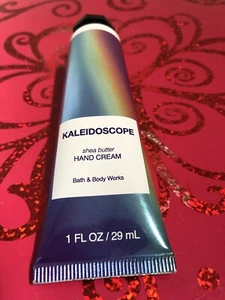 KALEIDOSCOPE
shea butter
HAND CREAM
Bath & Body Works
1 FL OZ / 29 mL